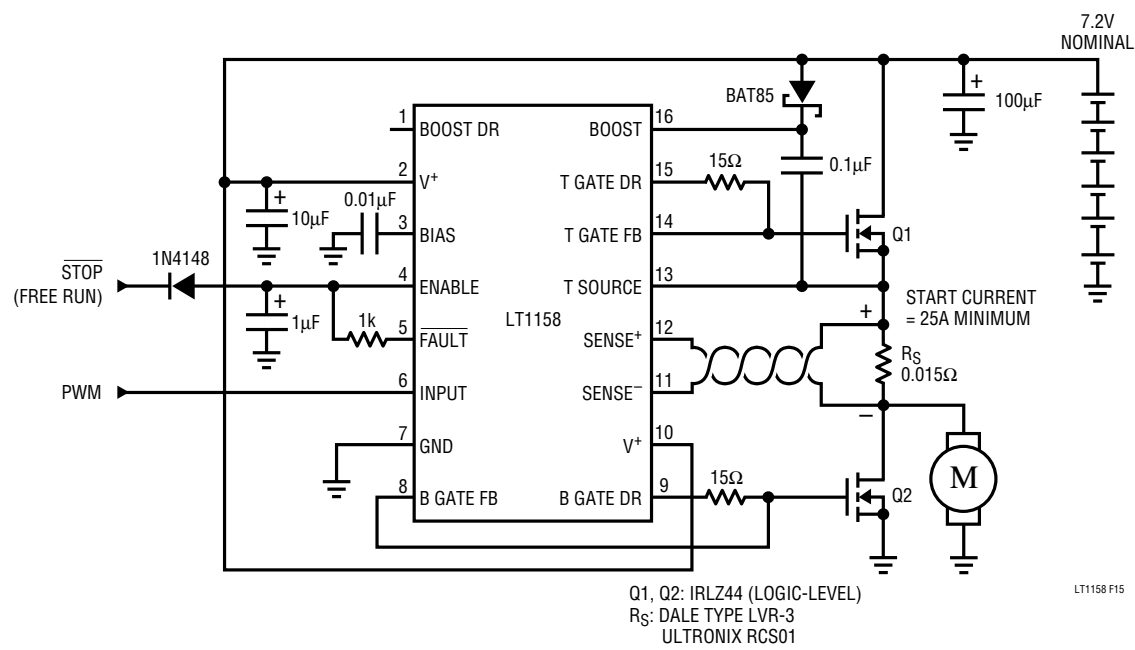 7.2V
NOMINAL
BAT85
+
100μF
1
BOOST DR
BOOST
16
15Ω
0.1μF
2
V+
T GATE DR
15
+
10μF
0.01μF
3
BIAS
T GATE FB
14
Q1
STOP
(FREE RUN)
1N4148
4
ENABLE
T SOURCE
13
START CURRENT
= 25A MINIMUM
+
1μF
1k
5
FAULT
LT1158
SENSE+
12
+
RS
0.015Ω
PWM
6
INPUT
SENSE–
11
–
7
GND
V+
10
15Ω
M
8
B GATE FB
B GATE DR
9
Q2
Q1, Q2: IRLZ44 (LOGIC-LEVEL)
RS: DALE TYPE LVR-3
ULTRONIX RCS01
LT1158 F15